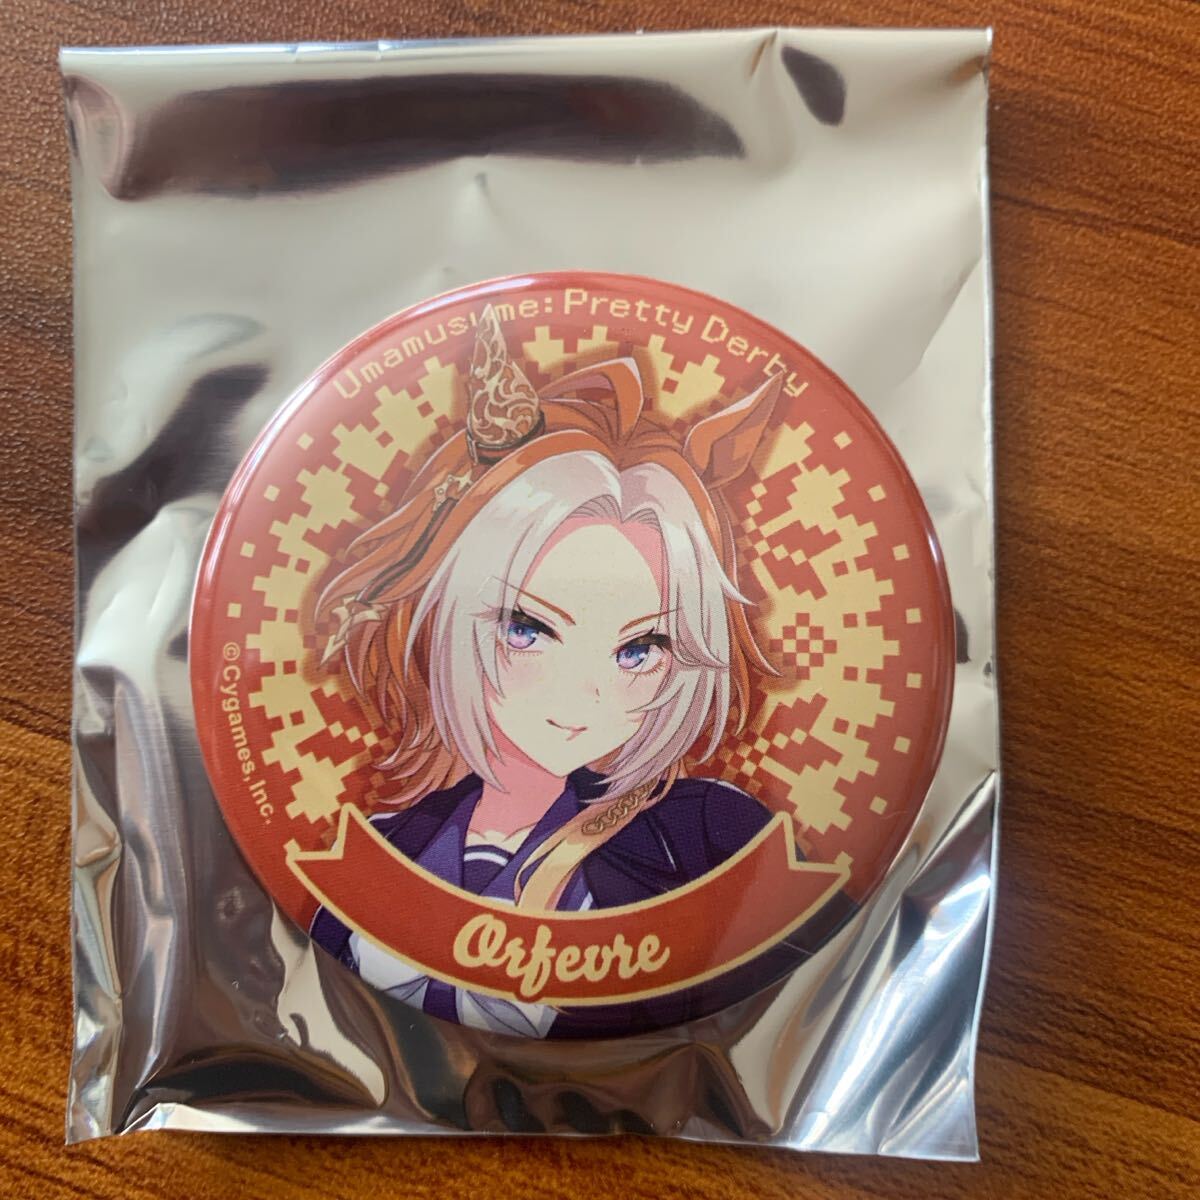 Umamusume: Pretty Derby
©Cygames, Inc.
Orfevre